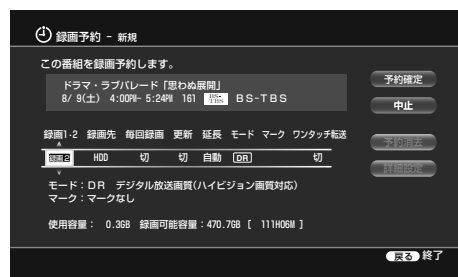 録画予約 - 新規
この番組を録画予約します。
ドラマ・ラブパレード「思わぬ展開」
8/ 9(土) 4:00PM- 5:24PM 161 BS-TBS BS-TBS
予約確定
中止
録画1･2 録画先 毎回録画 更新 延長 モード マーク ワンタッチ転送
録画2 HDD 切 切 自動 DR 切
予約消去
詳細設定
モード：DR デジタル放送画質(ハイビジョン画質対応)
マーク：マークなし
使用容量： 0.3GB 録画可能容量：470.7GB [ 111H06M ]
戻る 終了